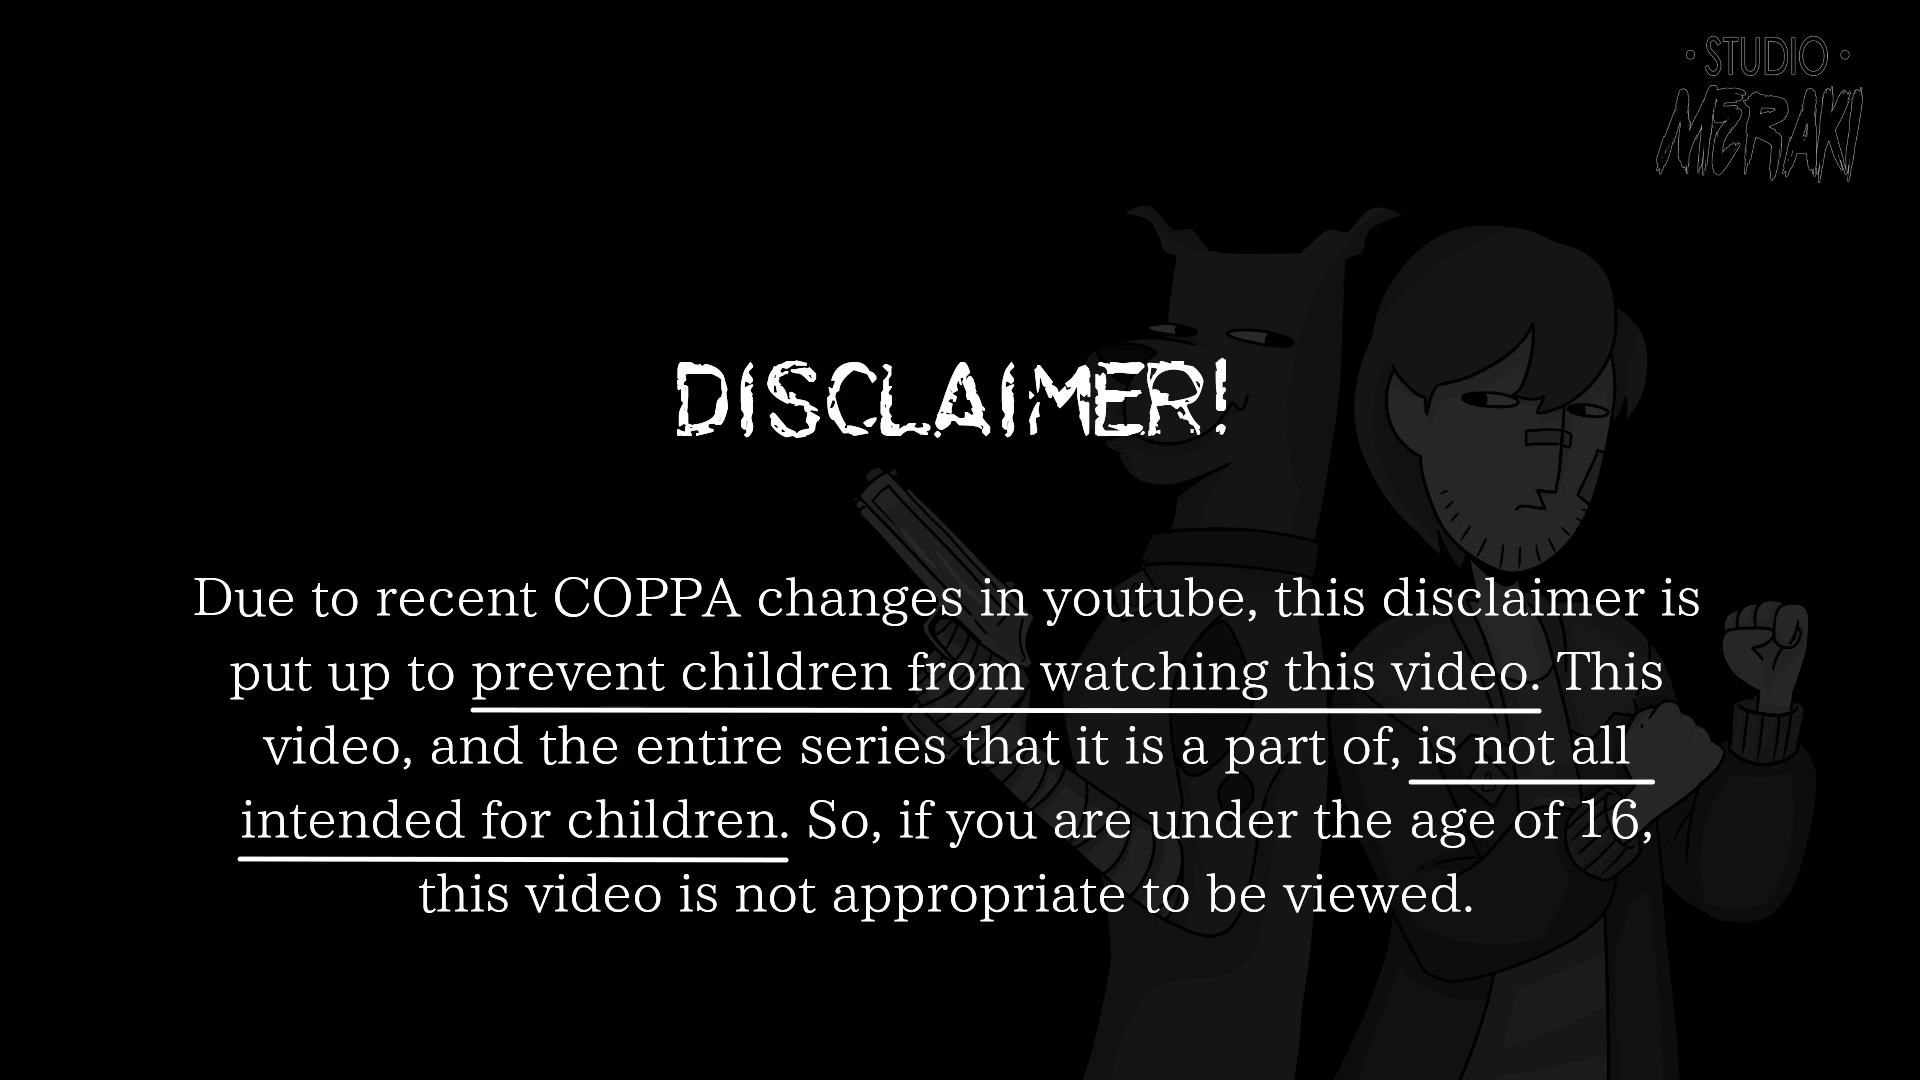 • STUDIO •
MERAKI
DISCLAIMER!
Due to recent COPPA changes in youtube, this disclaimer is
put up to prevent children from watching this video. This
video, and the entire series that it is a part of, is not all
intended for children. So, if you are under the age of 16,
this video is not appropriate to be viewed.